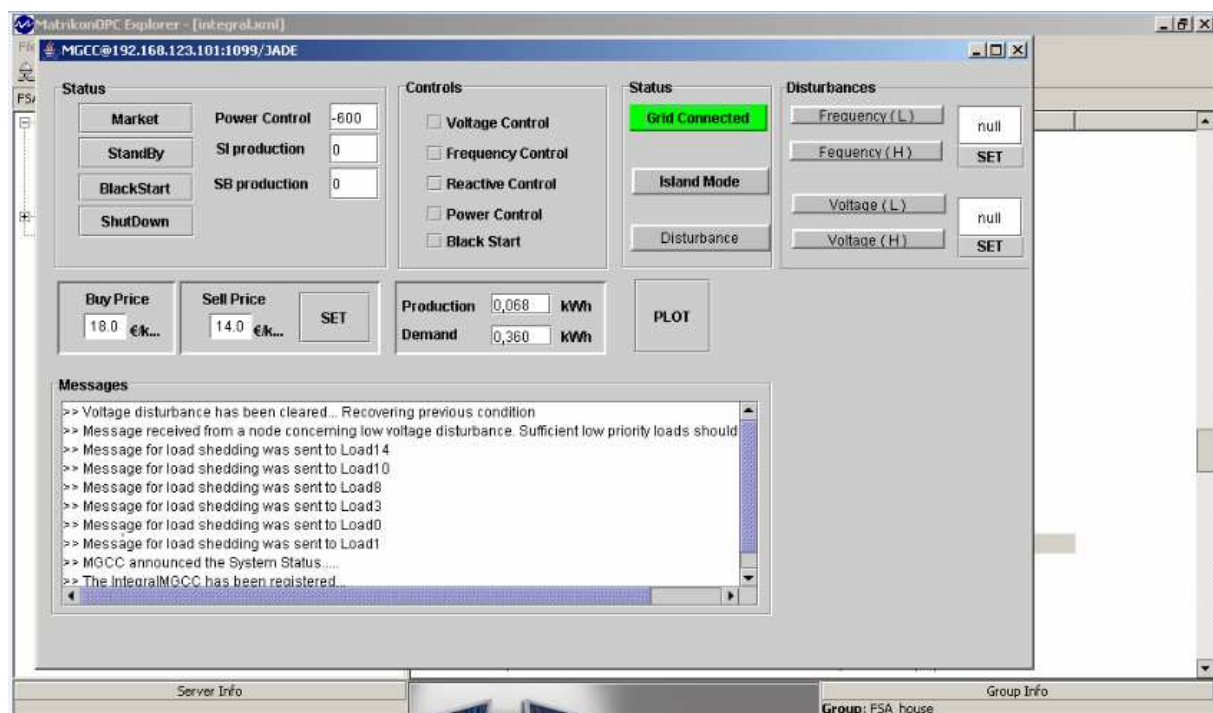 MatrikonOPC Explorer - [integral.xml]
MGCC@192.168.123.101:1099/JADE
FSA
Status
Market
Power Control -600
StandBy
SI production 0
BlackStart
SB production 0
ShutDown
Controls
Voltage Control
Frequency Control
Reactive Control
Power Control
Black Start
Status
Grid Connected
Island Mode
Disturbance
Disturbances
Frequency ( L )
null
Fequency ( H )
SET
Voltage ( L )
null
Voltage ( H )
SET
Buy Price
18.0 €/k...
Sell Price
14.0 €/k...
SET
Production 0,068 kWh
Demand 0,360 kWh
PLOT
Messages
>> Voltage disturbance has been cleared... Recovering previous condition
>> Message received from a node concerning low voltage disturbance. Sufficient low priority loads should
>> Message for load shedding was sent to Load14
>> Message for load shedding was sent to Load10
>> Message for load shedding was sent to Load8
>> Message for load shedding was sent to Load3
>> Message for load shedding was sent to Load0
>> Message for load shedding was sent to Load1
>> MGCC announced the System Status.....
>> The IntegralMGCC has been registered...
Server Info
Group Info
Group: FSA_house